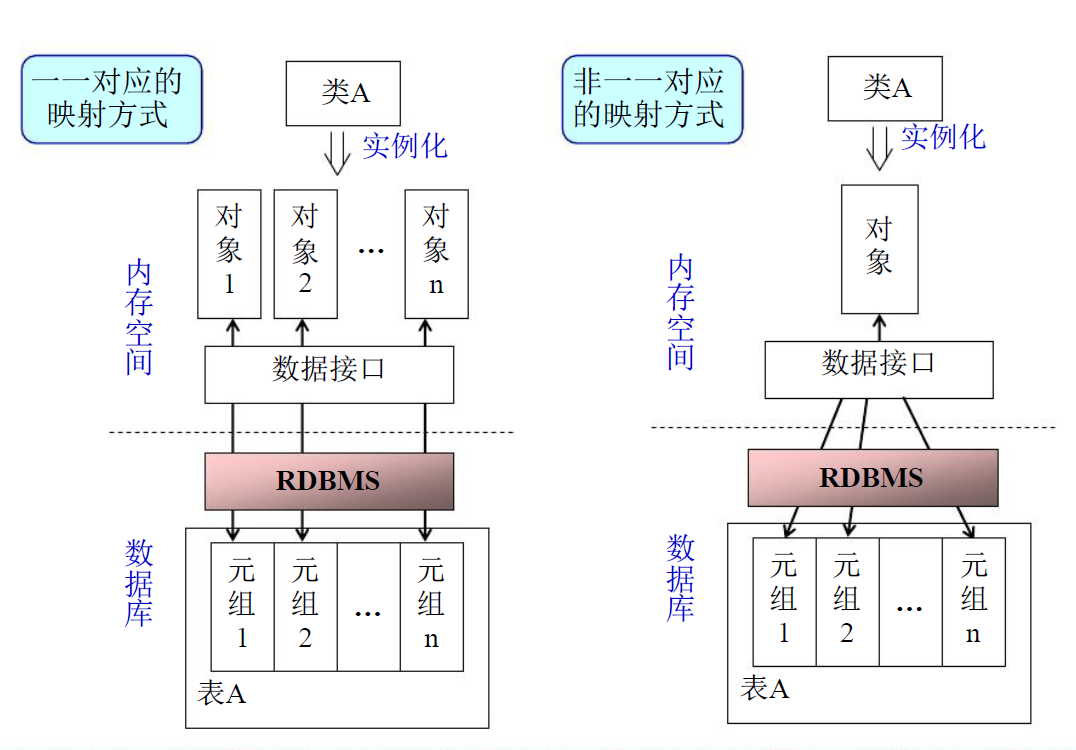 一一对应的
映射方式
类A
实例化
对象1
对象2
...
对象n
内存空间
数据接口
RDBMS
数据库
元组1
元组2
...
元组n
表A
非一一对应
的映射方式
类A
实例化
对象
内存空间
数据接口
RDBMS
数据库
元组1
元组2
...
元组n
表A